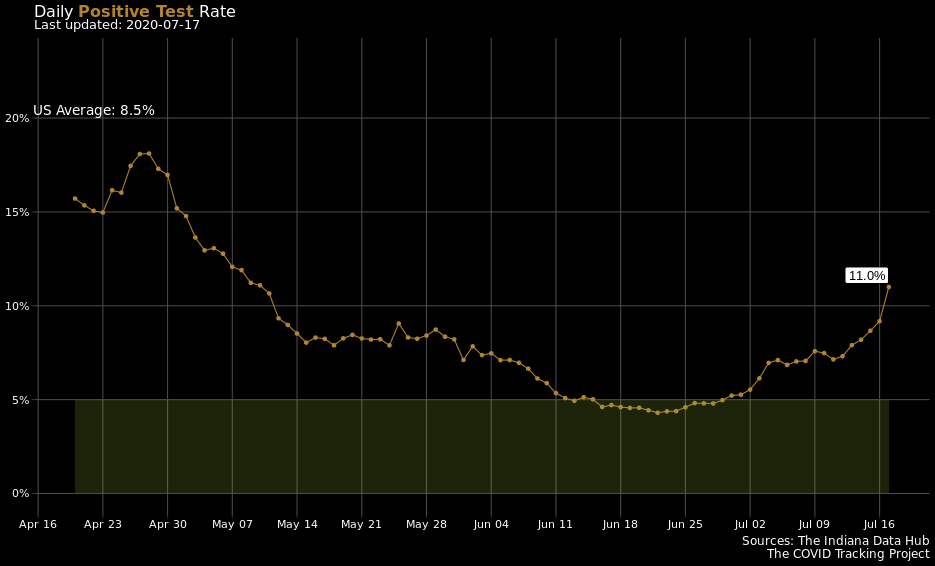 Daily Positive Test Rate
Last updated: 2020-07-17
US Average: 8.5%
20%
15%
11.0%
10%
5%
0%
Apr 16 Apr 23 Apr 30 May 07 May 14 May 21 May 28 Jun 04 Jun 11 Jun 18 Jun 25 Jul 02 Jul 09 Jul 16
Sources: The Indiana Data Hub
The COVID Tracking Project